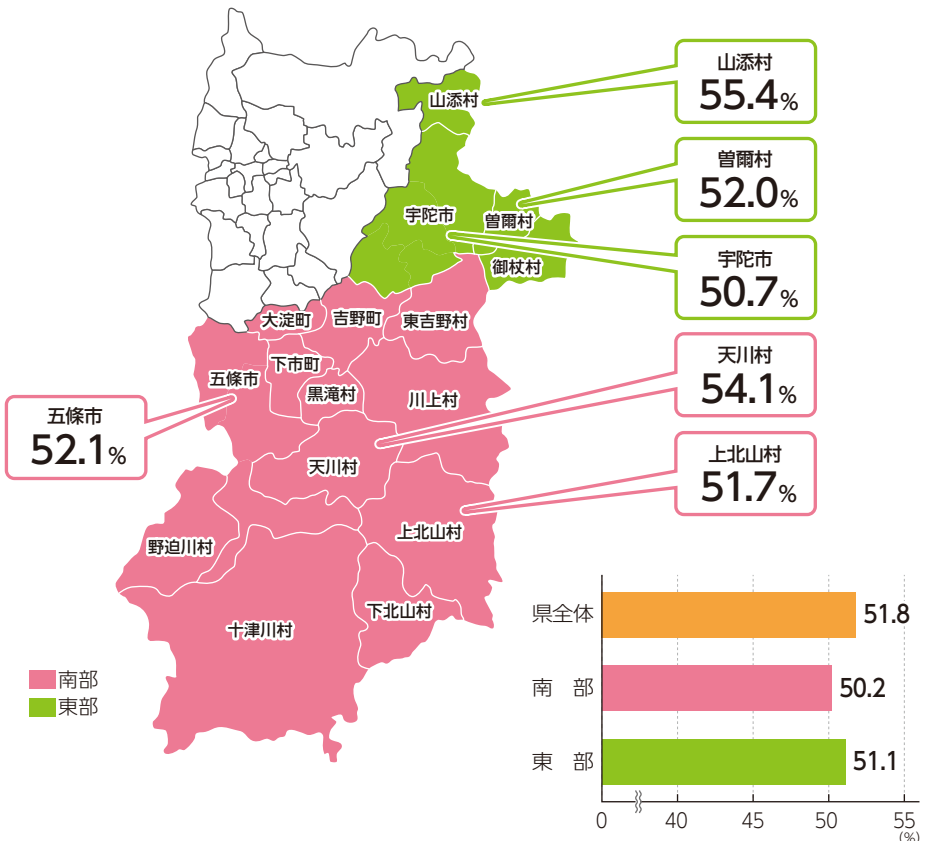 山添村
55.4%
山添村
曽爾村
52.0%
宇陀市
曽爾村
御杖村
宇陀市
50.7%
大淀町
吉野町
東吉野村
天川村
54.1%
下市町
五條市
黒滝村
川上村
五條市
52.1%
上北山村
51.7%
天川村
上北山村
野迫川村
下北山村
十津川村
南部
東部
県全体
51.8
南 部
50.2
東 部
51.1
0 40 45 50 55
(%)